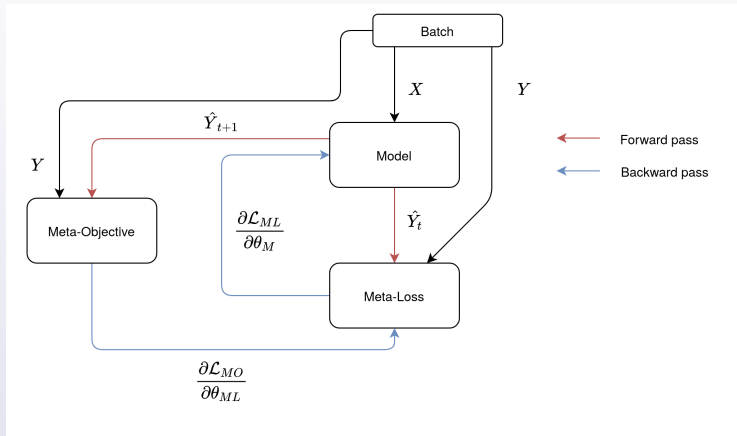 Batch
X
Y
Ŷ_{t+1}
Forward pass
Model
Y
Backward pass
Ŷ_t
Meta-Objective
∂ℒ_{ML}
∂θ_M
Meta-Loss
∂ℒ_{MO}
∂θ_{ML}